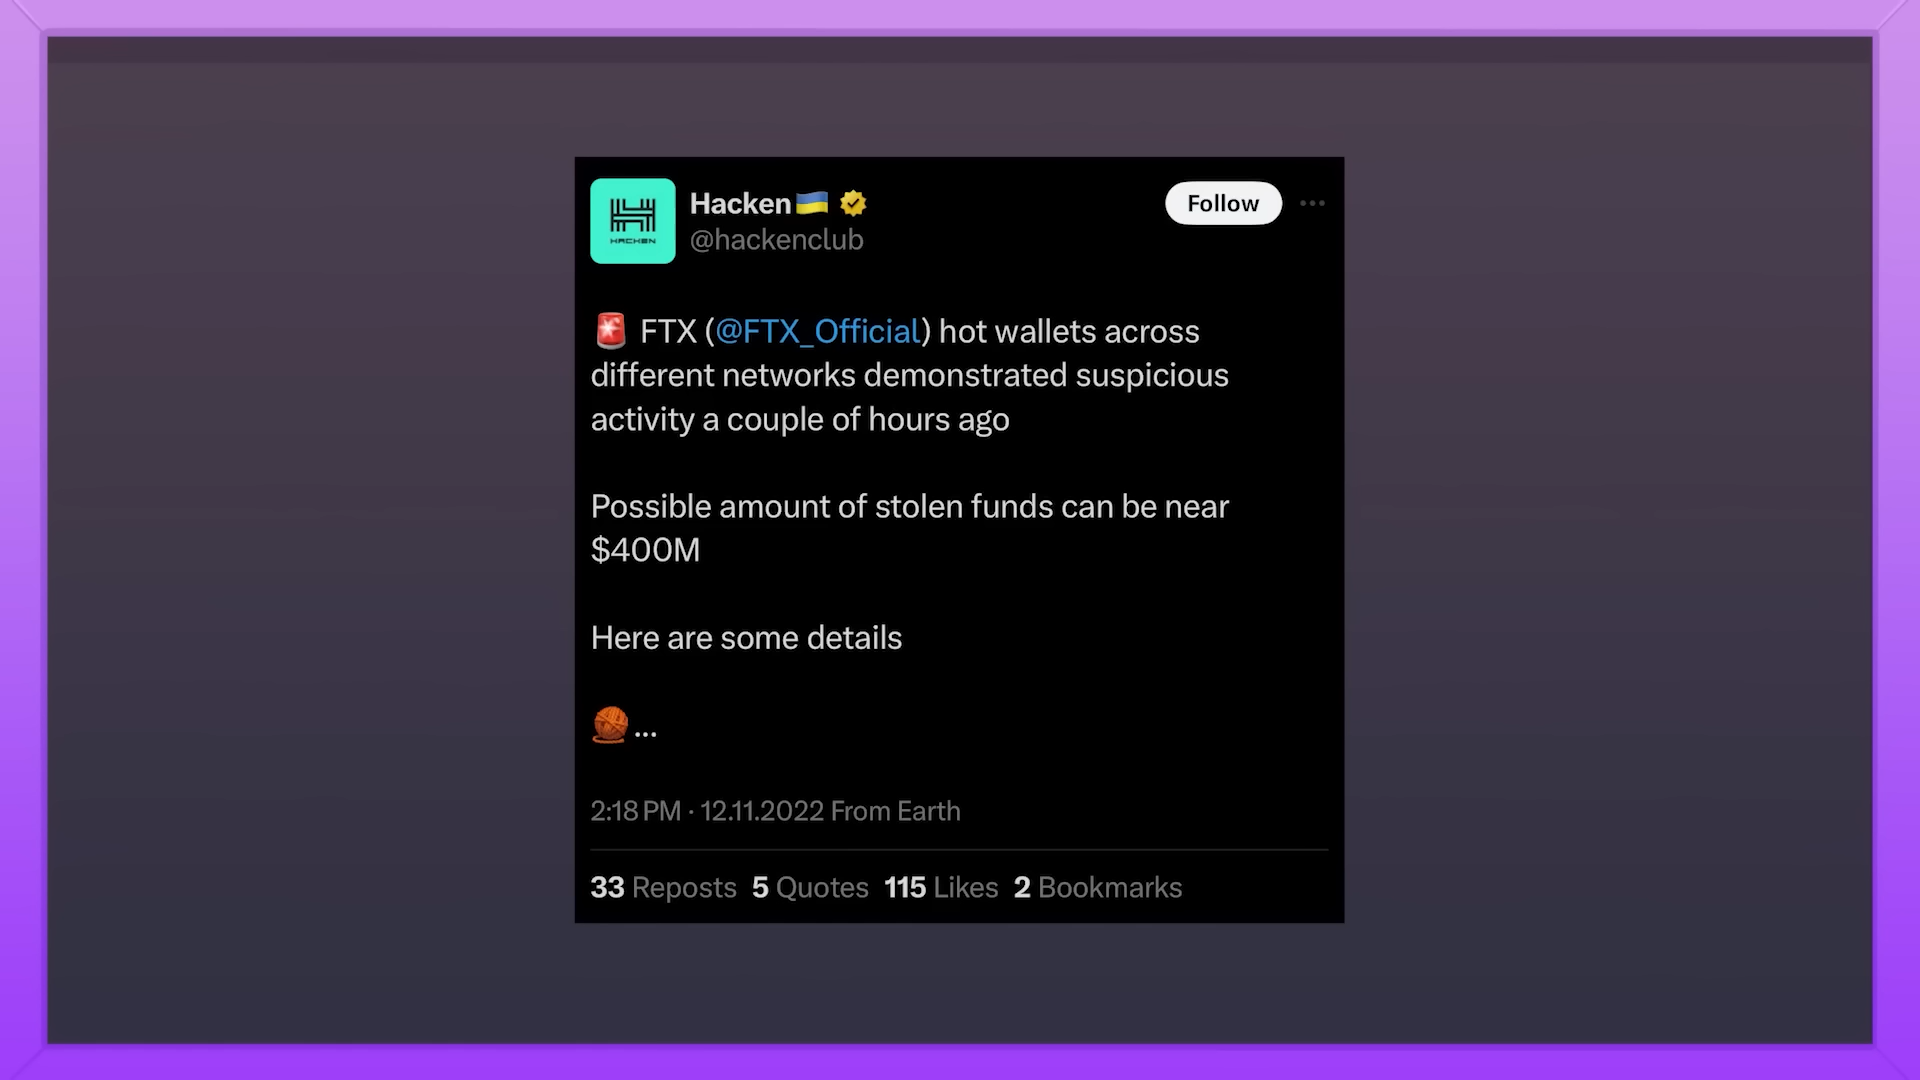 Hacken🇺🇦
@hackenclub
Follow
HACKEN
🚨 FTX (@FTX_Official) hot wallets across
different networks demonstrated suspicious
activity a couple of hours ago
Possible amount of stolen funds can be near
$400M
Here are some details
🧶...
2:18 PM · 12.11.2022 From Earth
33 Reposts 5 Quotes 115 Likes 2 Bookmarks